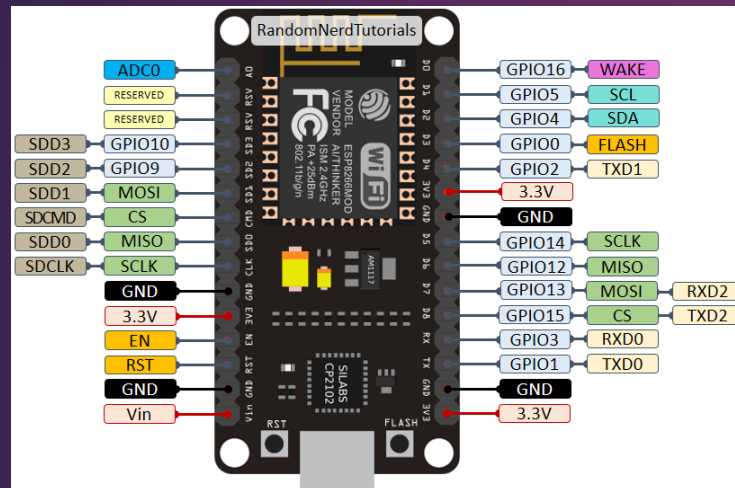 RandomNerdTutorials
ADC0
RESERVED
RESERVED
SDD3 GPIO10
SDD2 GPIO9
SDD1 MOSI
SDCMD CS
SDD0 MISO
SDCLK SCLK
GND
3.3V
EN
RST
GND
Vin
A0
RSV
RSV
SD3
SD2
SD1
CMD
SD0
CLK
GND
3V3
EN
RST
GND
Vin
MODEL ESP8266MOD
VENDOR AI/THINKER
ISM 2.4GHz
PA +25dBm
802.11b/g/n
FC
WiFi
AM1117
SILABS
CP2102
RST
FLASH
D0
D1
D2
D3
D4
3V3
GND
D5
D6
D7
D8
RX
TX
GND
3V3
GPIO16 WAKE
GPIO5 SCL
GPIO4 SDA
GPIO0 FLASH
GPIO2 TXD1
3.3V
GND
GPIO14 SCLK
GPIO12 MISO
GPIO13 MOSI RXD2
GPIO15 CS TXD2
GPIO3 RXD0
GPIO1 TXD0
GND
3.3V